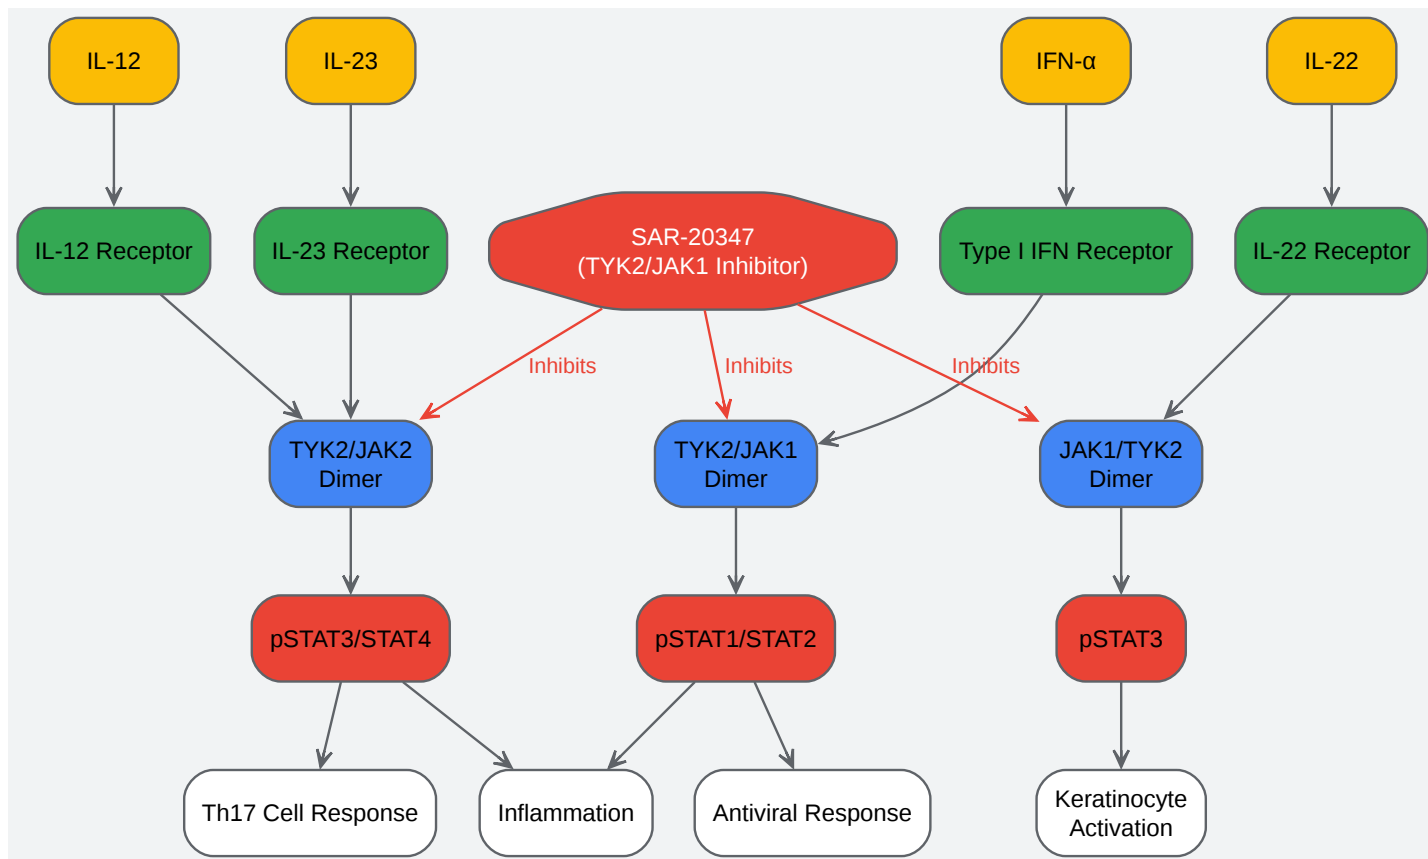 IL-12
IL-23
IFN-α
IL-22
IL-12 Receptor
IL-23 Receptor
SAR-20347
(TYK2/JAK1 Inhibitor)
Type I IFN Receptor
IL-22 Receptor
Inhibits
Inhibits
Inhibits
TYK2/JAK2
Dimer
TYK2/JAK1
Dimer
JAK1/TYK2
Dimer
pSTAT3/STAT4
pSTAT1/STAT2
pSTAT3
Th17 Cell Response
Inflammation
Antiviral Response
Keratinocyte
Activation